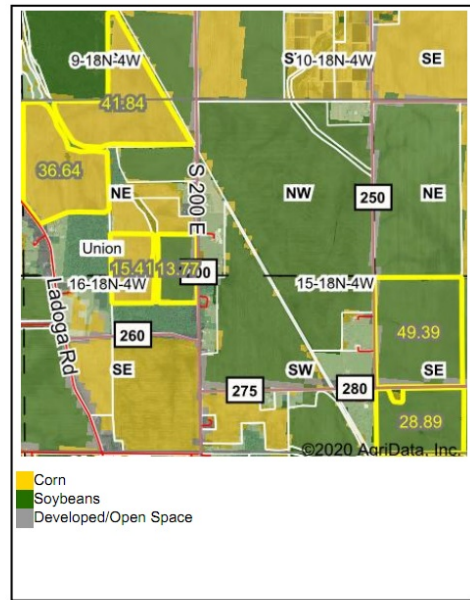 9-18N-4W
10-18N-4W
SE
41.84
36.64
NE
S 200 E
NW
250
NE
Union
15.41
13.77
16-18N-4W
15-18N-4W
Ladoga Rd
260
49.39
SE
SW
SE
275
280
28.89
©2020 AgriData, Inc.
Corn
Soybeans
Developed/Open Space